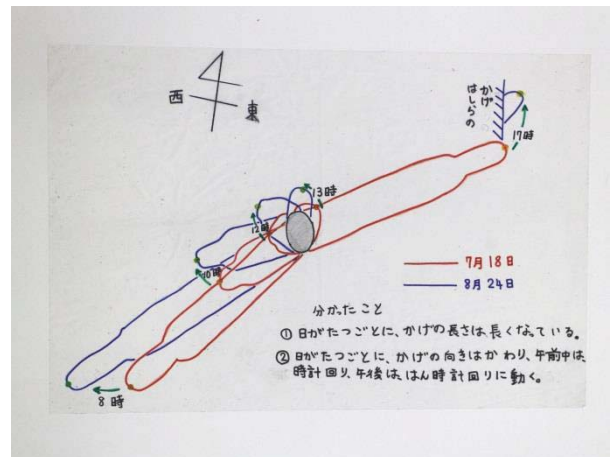 西
東
かげ
はしらの
17時
13時
12時
10時
8時
7月18日
8月24日
分かったこと
①日がたつごとに、かげの長さは、長くなっている。
②日がたつごとに、かげの向きはかわり、午前中は、
時計回り、午後は、はん時計回りに動く。